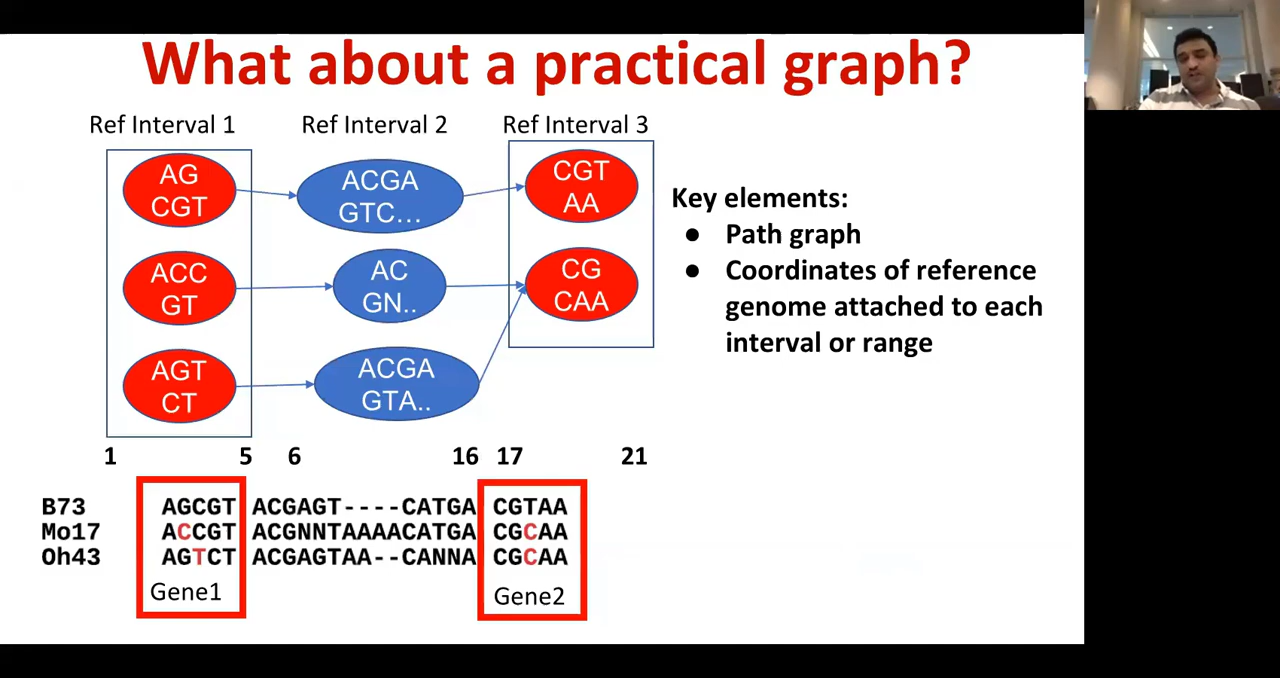 What about a practical graph?
Ref Interval 1 Ref Interval 2 Ref Interval 3
AG
CGT
ACGA
GTC...
CGT
AA
ACC
GT
AC
GN..
CG
CAA
AGT
CT
ACGA
GTA..
Key elements:
● Path graph
● Coordinates of reference
genome attached to each
interval or range
1 5 6 16 17 21
B73 AGCGT ACGAGT----CATGA CGTAA
Mo17 ACCGT ACGNNTAAAACATGA CGCAA
Oh43 AGTCT ACGAGTAA--CANNA CGCAA
Gene1 Gene2